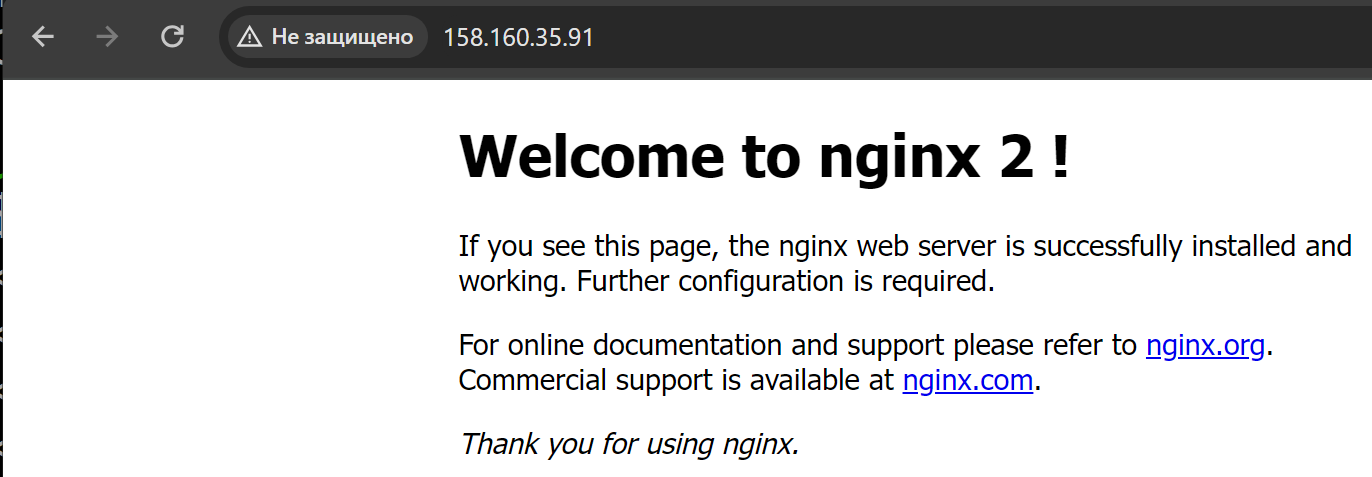 Не защищено 158.160.35.91
Welcome to nginx 2 !
If you see this page, the nginx web server is successfully installed and
working. Further configuration is required.
For online documentation and support please refer to nginx.org.
Commercial support is available at nginx.com.
Thank you for using nginx.